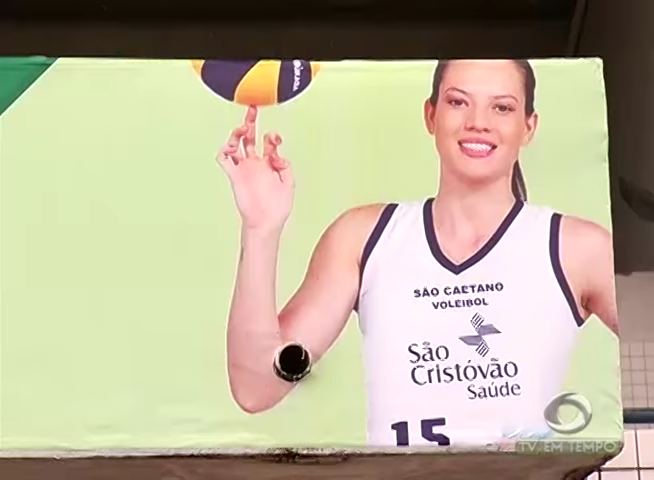 SÃO CAETANO
VOLEIBOL
São
Cristóvão
Saúde
15
TV EM TEMPO